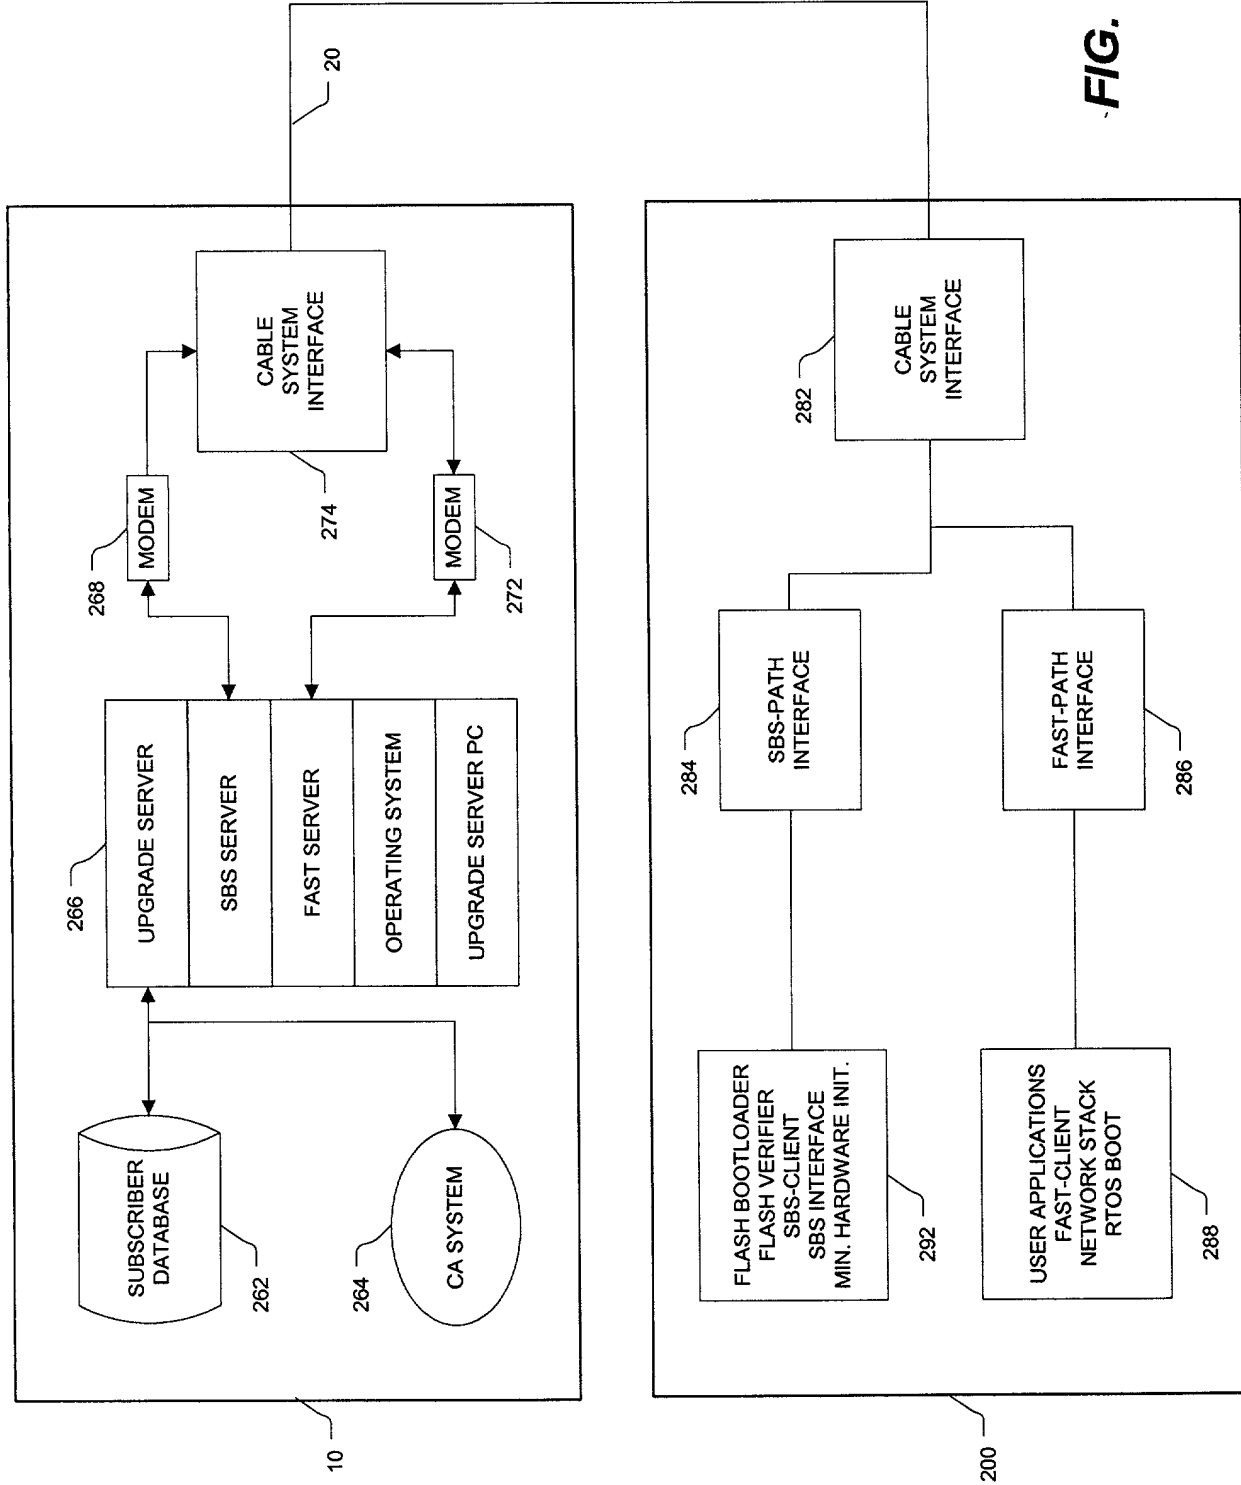 10
SUBSCRIBER
DATABASE
262
CA SYSTEM
264
266
UPGRADE SERVER
SBS SERVER
FAST SERVER
OPERATING SYSTEM
UPGRADE SERVER PC
268
MODEM
MODEM
272
CABLE
SYSTEM
INTERFACE
274
20
200
FLASH BOOTLOADER
FLASH VERIFIER
SBS-CLIENT
SBS INTERFACE
MIN. HARDWARE INIT.
292
USER APPLICATIONS
FAST-CLIENT
NETWORK STACK
RTOS BOOT
288
284
SBS-PATH
INTERFACE
FAST-PATH
INTERFACE
286
282
CABLE
SYSTEM
INTERFACE
FIG.